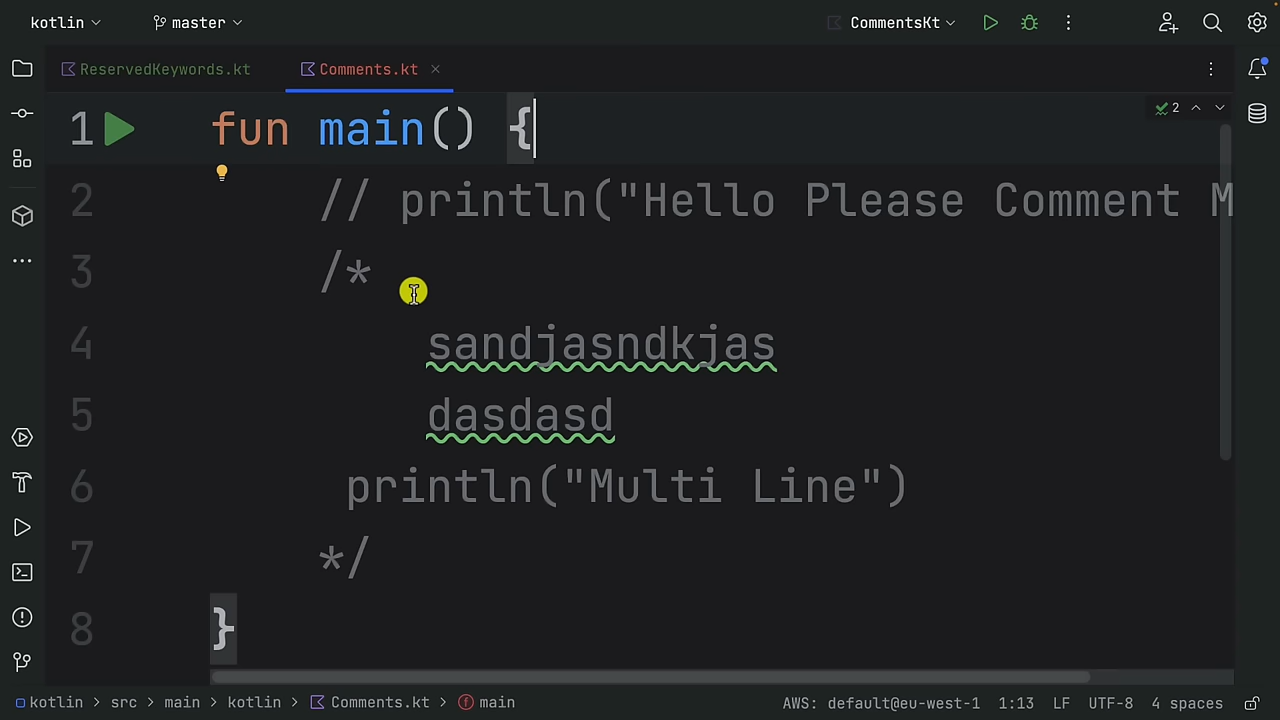 kotlin master CommentsKt
ReservedKeywords.kt Comments.kt
2
1 fun main() {
2 // println("Hello Please Comment M
3 /*
4 sandjasndkjas
5 dasdasd
6 println("Multi Line")
7 */
8 }
kotlin > src > main > kotlin > Comments.kt > main AWS: default@eu-west-1 1:13 LF UTF-8 4 spaces